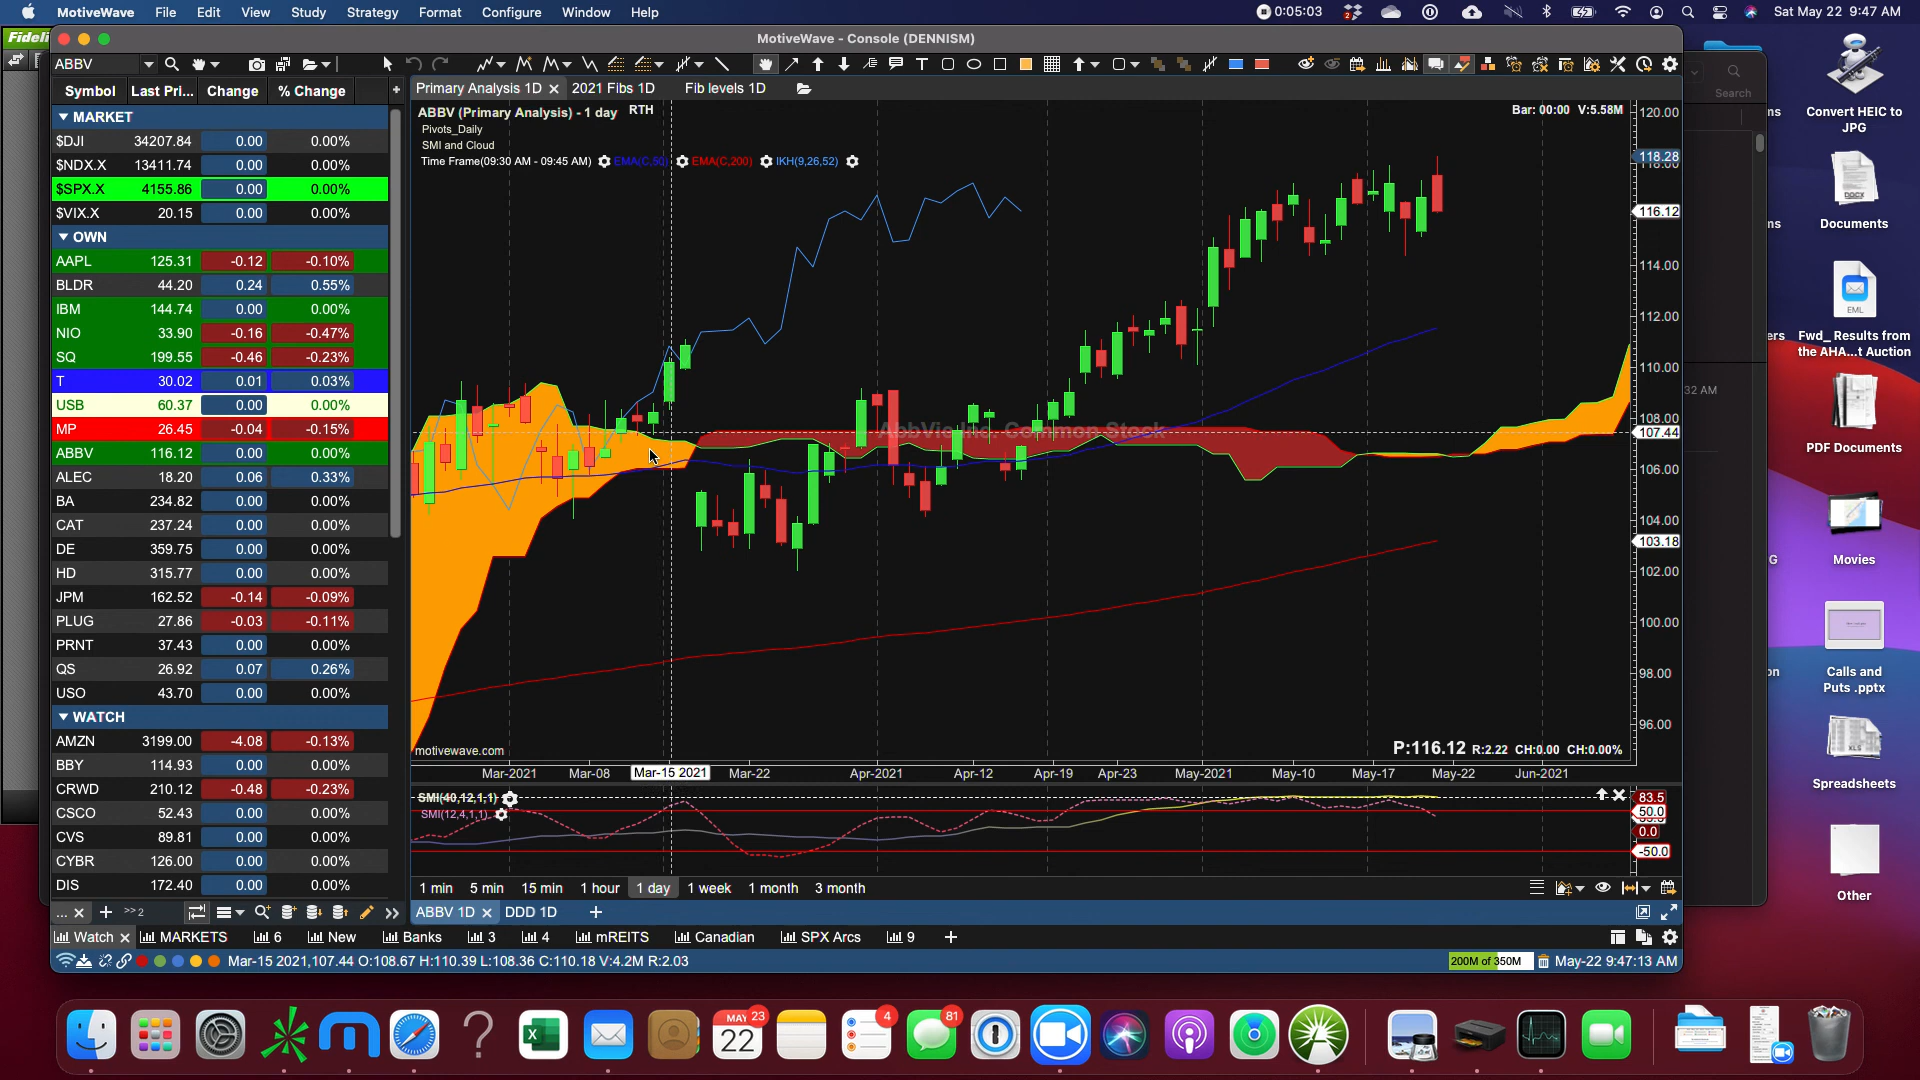 MotiveWave File Edit View Study Strategy Format Configure Window Help 0:05:03 2 Sat May 22 9:47 AM
MotiveWave - Console (DENNISM)
ABBV
Symbol Last Pri... Change % Change +
Primary Analysis 1D 2021 Fibs 1D Fib levels 1D
ABBV (Primary Analysis) - 1 day RTH
Bar: 00:00 V:5.58M
Pivots_Daily
SMI and Cloud
Time Frame(09:30 AM - 09:45 AM) EMA(C,50) EMA(C,200) IKH(9,26,52)
MARKET
$DJI 34207.84 0.00 0.00%
$NDX.X 13411.74 0.00 0.00%
$SPX.X 4155.86 0.00 0.00%
$VIX.X 20.15 0.00 0.00%
OWN
AAPL 125.31 -0.12 -0.10%
BLDR 44.20 0.24 0.55%
IBM 144.74 0.00 0.00%
NIO 33.90 -0.16 -0.47%
SQ 199.55 -0.46 -0.23%
T 30.02 0.01 0.03%
USB 60.37 0.00 0.00%
MP 26.45 -0.04 -0.15%
ABBV 116.12 0.00 0.00%
ALEC 18.20 0.06 0.33%
BA 234.82 0.00 0.00%
CAT 237.24 0.00 0.00%
DE 359.75 0.00 0.00%
HD 315.77 0.00 0.00%
JPM 162.52 -0.14 -0.09%
PLUG 27.86 -0.03 -0.11%
PRNT 37.43 0.00 0.00%
QS 26.92 0.07 0.26%
USO 43.70 0.00 0.00%
WATCH
AMZN 3199.00 -4.08 -0.13%
BBY 114.93 0.00 0.00%
CRWD 210.12 -0.48 -0.23%
CSCO 52.43 0.00 0.00%
CVS 89.81 0.00 0.00%
CYBR 126.00 0.00 0.00%
DIS 172.40 0.00 0.00%
AbbVie Inc. Common Stock
120.00
118.28
116.12
114.00
112.00
110.00
108.00
107.44
106.00
104.00
103.18
102.00
100.00
98.00
96.00
motivewave.com
P:116.12 R:2.22 CH:0.00 CH:0.00%
Mar-2021 Mar-08 Mar-15 2021 Mar-22 Apr-2021 Apr-12 Apr-19 Apr-23 May-2021 May-10 May-17 May-22 Jun-2021
SMI(40,12,1,1)
SMI(12,4,1,1)
83.5
50.0
0.0
-50.0
1 min 5 min 15 min 1 hour 1 day 1 week 1 month 3 month
... + >> 2
ABBV 1D DDD 1D +
Watch MARKETS 6 New Banks 3 4 mREITS Canadian SPX Arcs 9 +
Mar-15 2021,107.44 O:108.67 H:110.39 L:108.36 C:110.18 V:4.2M R:2.03
200M of 350M May-22 9:47:13 AM
Search
32 AM
Convert HEIC to
JPG
DOCX
Documents
EML
Fwd_ Results from
the AHA...t Auction
PDF Documents
Movies
Calls and
Puts .pptx
XLS
Spreadsheets
Other
MAY
22
23
4
81